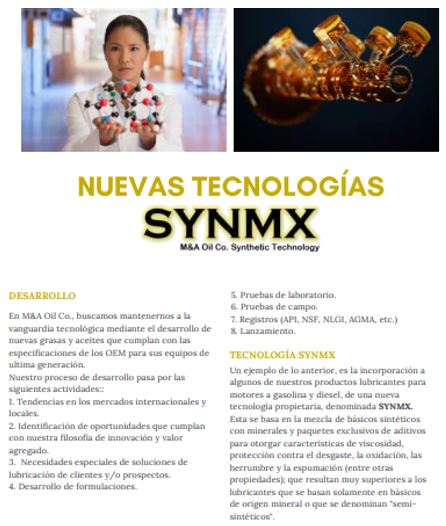 NUEVAS TECNOLOGÍAS
SYNMX
M&A Oil Co. Synthetic Technology
DESARROLLO
En M&A Oil Co., buscamos mantenernos a la
vanguardia tecnológica mediante el desarrollo de
nuevas grasas y aceites que cumplan con las
especificaciones de los OEM para sus equipos de
ultima generación.
Nuestro proceso de desarrollo pasa por las
siguientes actividades::
1. Tendencias en los mercados internacionales y
locales.
2. Identificación de oportunidades que cumplan
con nuestra filosofía de innovación y valor
agregado.
3. Necesidades especiales de soluciones de
lubricación de clientes y/o prospectos.
4. Desarrollo de formulaciones.
5. Pruebas de laboratorio.
6. Pruebas de campo.
7. Registros (API, NSF, NLGI, AGMA, etc.)
8. Lanzamiento.
TECNOLOGÍA SYNMX
Un ejemplo de lo anterior, es la incorporación a
algunos de nuestros productos lubricantes para
motores a gasolina y diesel, de una nueva
tecnología propietaria, denominada SYNMX.
Esta se basa en la mezcla de básicos sintéticos
con minerales y paquetes exclusivos de aditivos
para otorgar características de viscosidad,
protección contra el desgaste, la oxidación, las
herrumbre y la espumación (entre otras
propiedades); que resultan muy superiores a los
lubricantes que se basan solamente en básicos
de origen mineral o que se denominan "semi-
sintéticos".